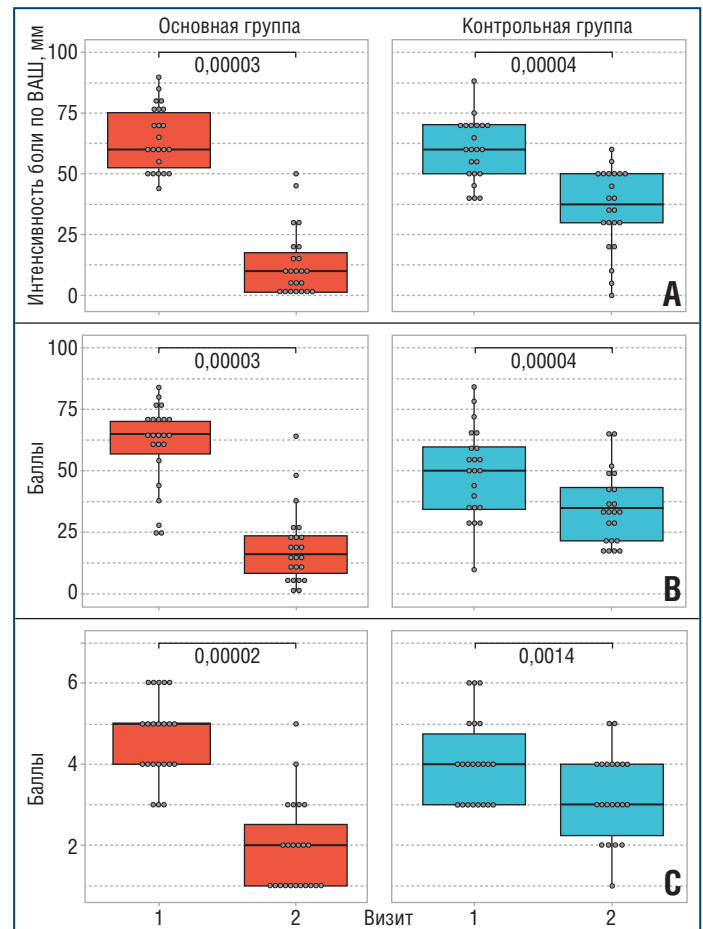 Основная группа
Контрольная группа
Интенсивность боли по ВАШ, мм
100
75
50
25
0
0,00003
0,00004
A
Баллы
100
75
50
25
0
0,00003
0,00004
B
Баллы
6
4
2
0,00002
0,0014
C
1 2 Визит 1 2